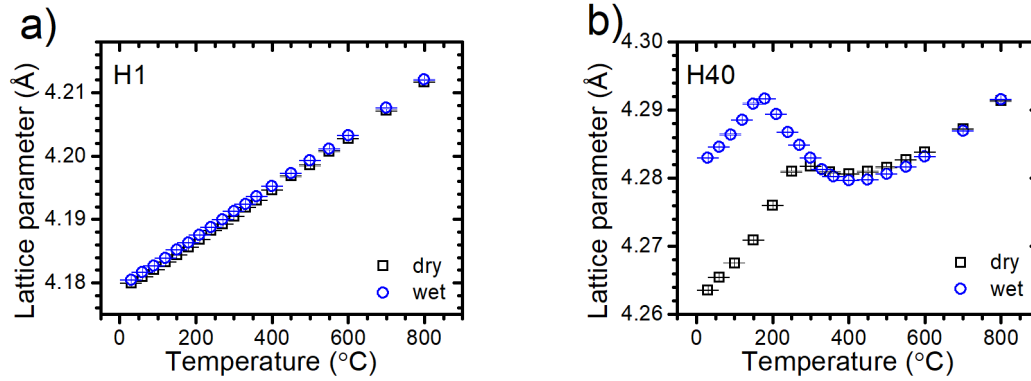 a)
H1
4.21
4.20
4.19
4.18
Lattice parameter (Å)
dry
wet
0 200 400 600 800
Temperature (°C)
b)
H40
4.30
4.29
4.28
4.27
4.26
Lattice parameter (Å)
dry
wet
0 200 400 600 800
Temperature (°C)